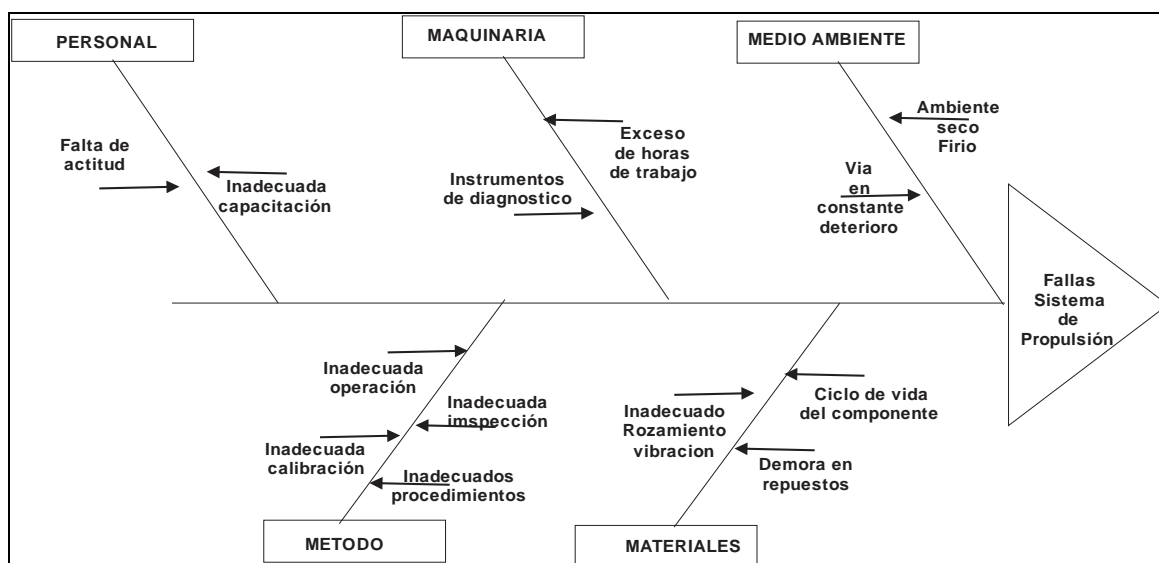 PERSONAL
MAQUINARIA
MEDIO AMBIENTE
Falta de
actitud
Inadecuada
capacitación
Exceso
de horas
de trabajo
Instrumentos
de diagnostico
Ambiente
seco
Firio
Via
en
constante
deterioro
Fallas
Sistema
de
Propulsión
Inadecuada
operación
Inadecuada
imspección
Inadecuada
calibración
Inadecuados
procedimientos
Ciclo de vida
del componente
Inadecuado
Rozamiento
vibracion
Demora en
repuestos
METODO
MATERIALES